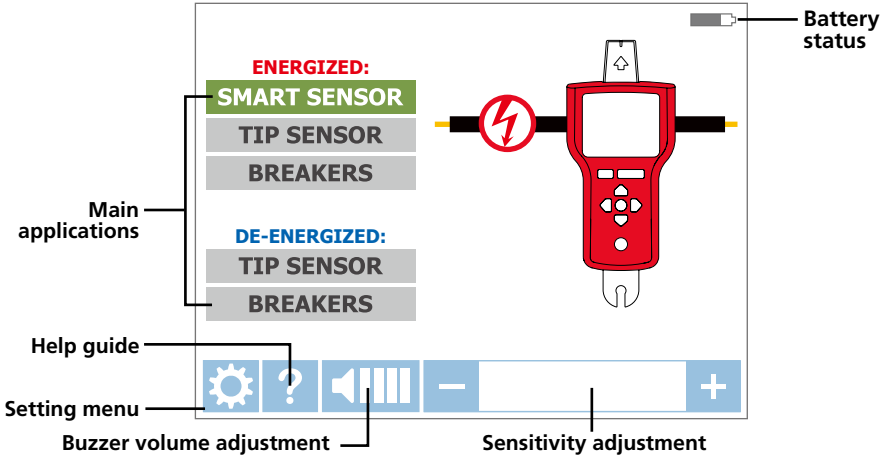 Battery
status
ENERGIZED:
SMART SENSOR
TIP SENSOR
BREAKERS
Main
applications
DE-ENERGIZED:
TIP SENSOR
BREAKERS
Help guide
?
Setting menu
Buzzer volume adjustment
Sensitivity adjustment